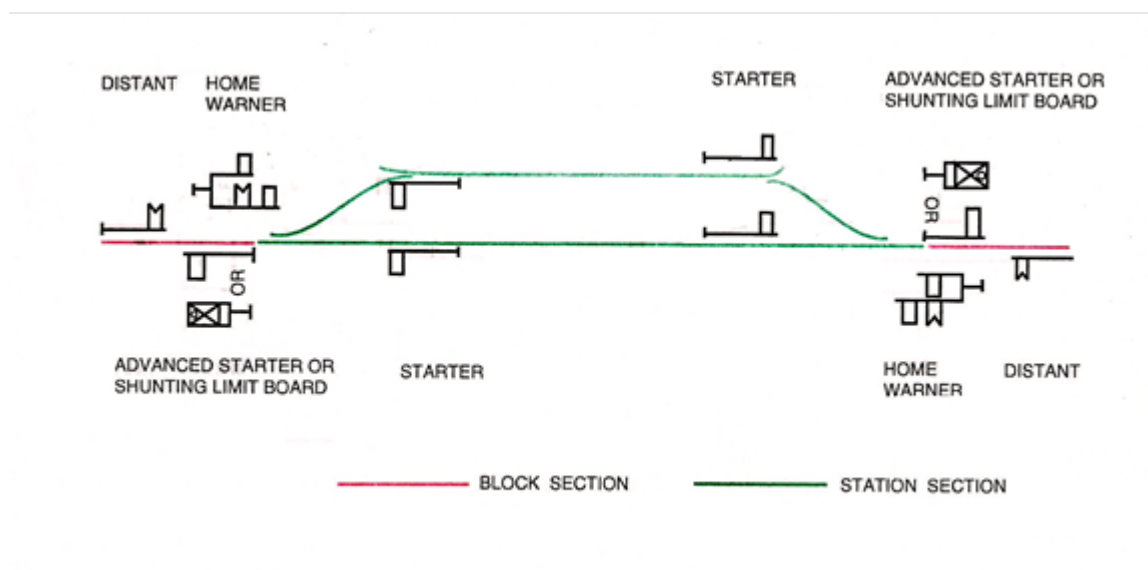 DISTANT
HOME
WARNER
STARTER
ADVANCED STARTER OR
SHUNTING LIMIT BOARD
OR
OR
ADVANCED STARTER OR
SHUNTING LIMIT BOARD
STARTER
HOME
WARNER
DISTANT
BLOCK SECTION
STATION SECTION